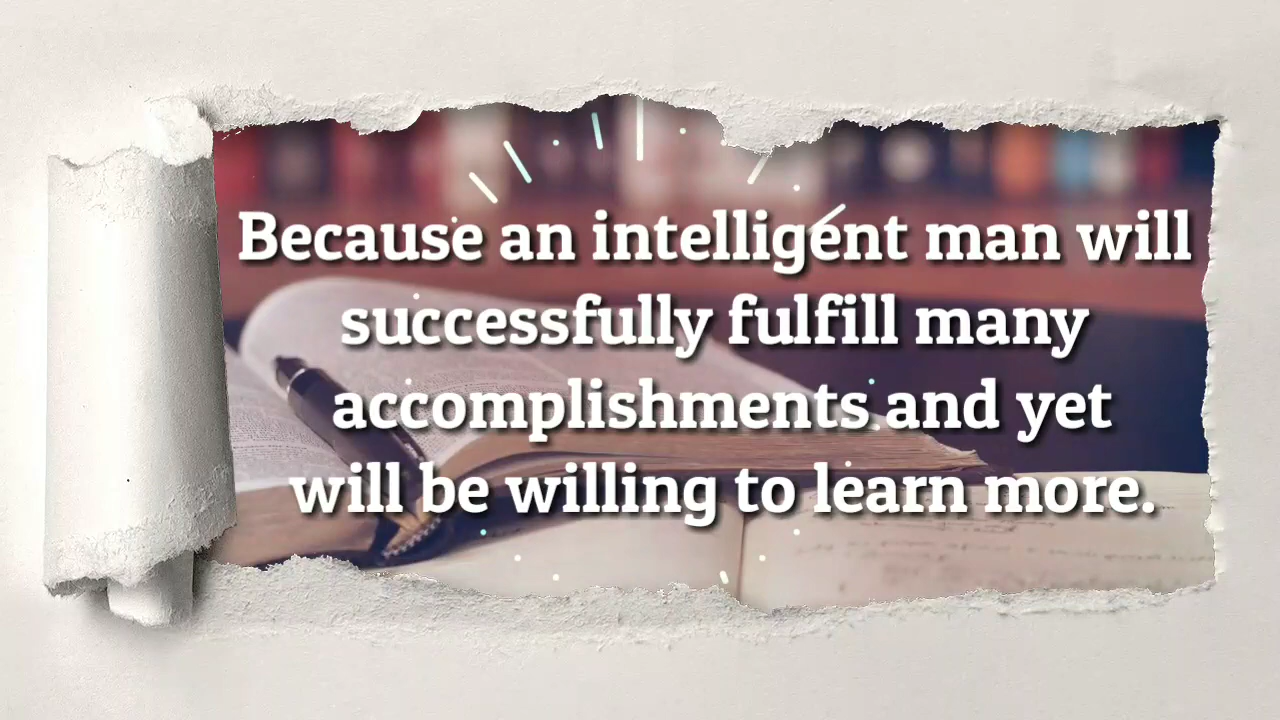 Because an intelligent man will
successfully fulfill many
accomplishments and yet
will be willing to learn more.